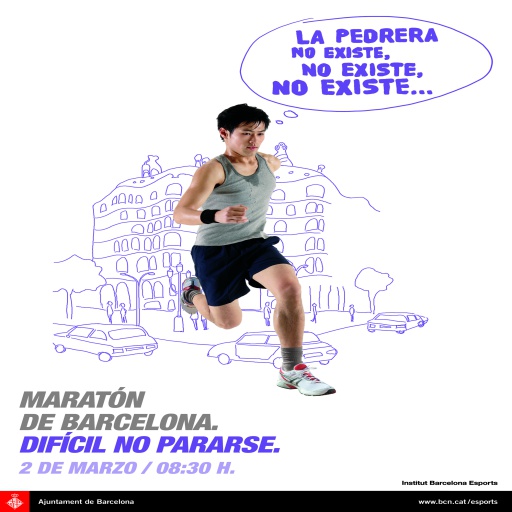 LA PEDRERA
NO EXISTE,
NO EXISTE,
NO EXISTE...
MARATÓN
DE BARCELONA.
DIFÍCIL NO PARARSE.
2 DE MARZO / 08:30 H.
Institut Barcelona Esports
Ajuntament de Barcelona
www.bcn.cat/esports